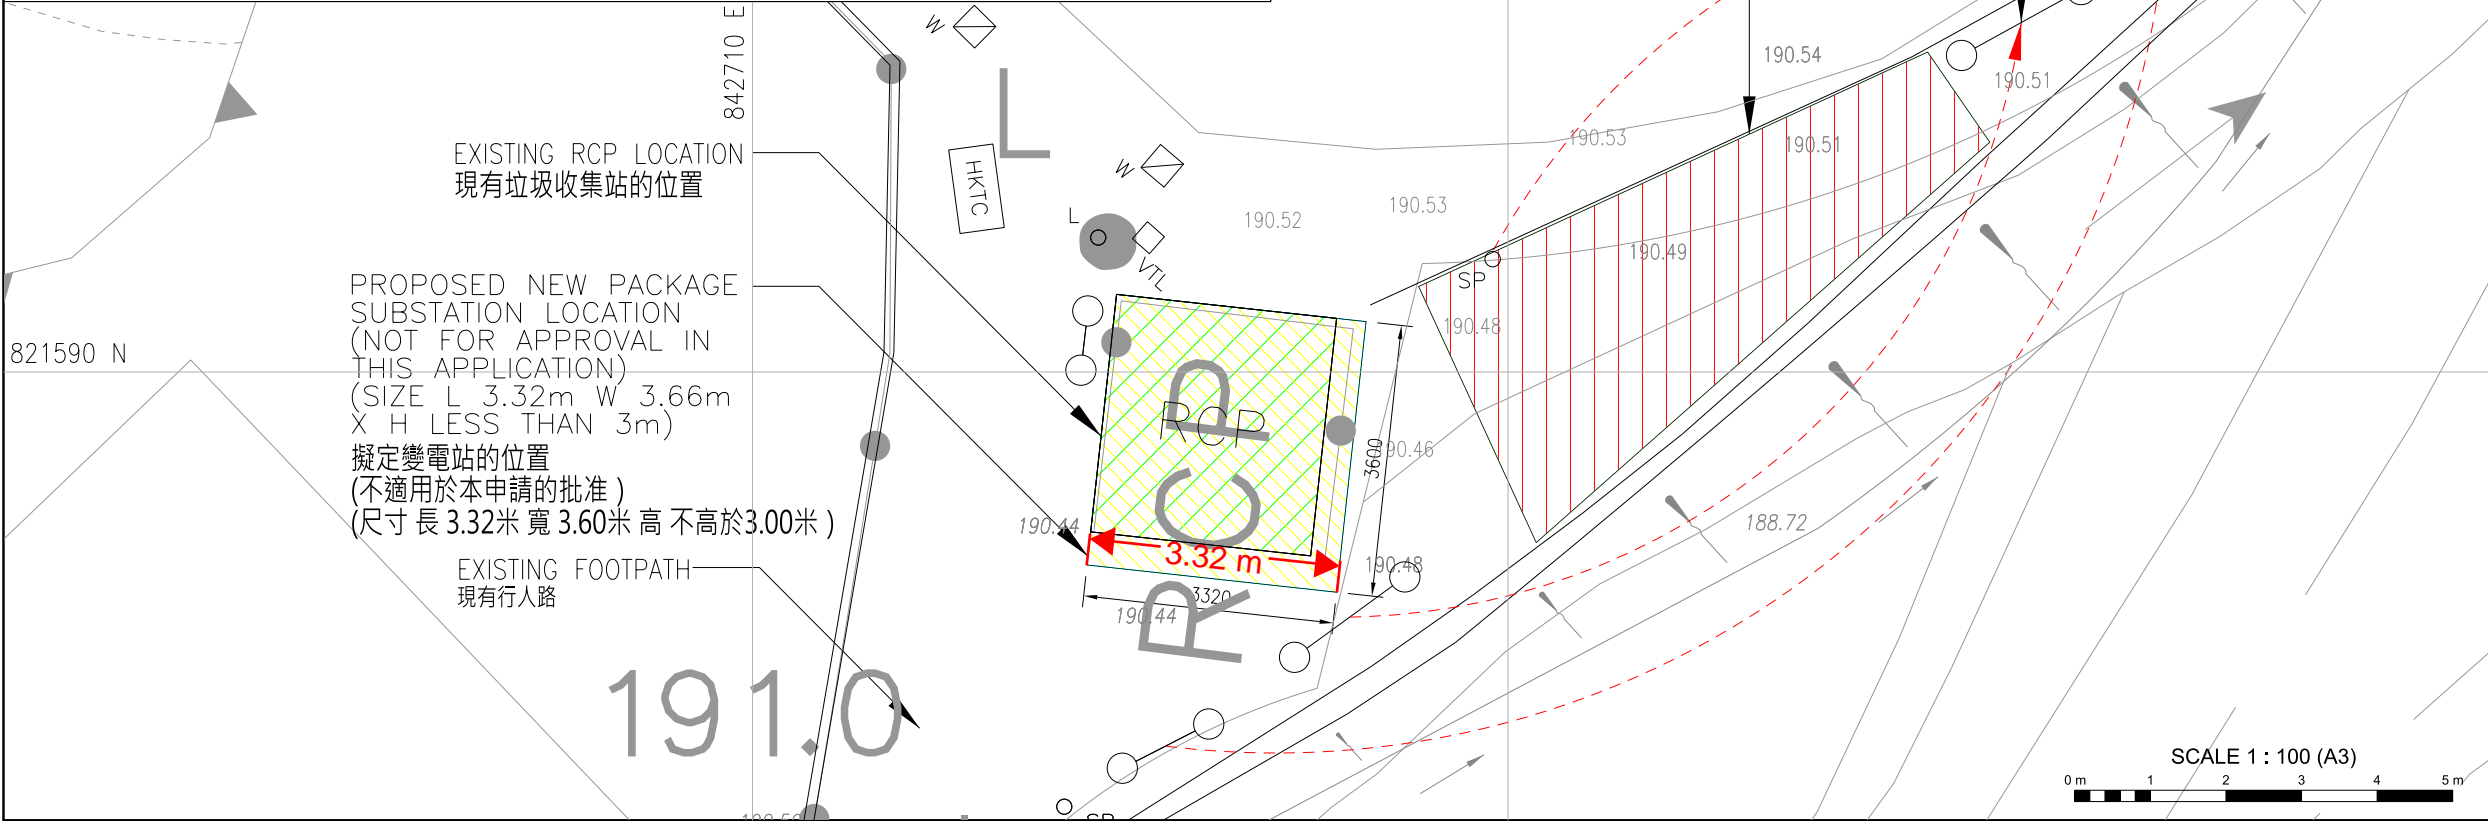 842710 E
W
L
190.54
190.51
EXISTING RCP LOCATION
現有垃圾收集站的位置
HKTC
W
190.53
190.51
L
190.52
190.53
VTL
190.49
SP
PROPOSED NEW PACKAGE
SUBSTATION LOCATION
(NOT FOR APPROVAL IN
THIS APPLICATION)
(SIZE L 3.32m W 3.66m
X H LESS THAN 3m)
擬定變電站的位置
(不適用於本申請的批准 )
(尺寸 長 3.32米 寬 3.60米 高 不高於3.00米 )
821590 N
190.48
RCP
RCP
3600
190.46
190.44
3.32 m
190.48
3320
190.44
188.72
EXISTING FOOTPATH
現有行人路
191.0
SCALE 1 : 100 (A3)
0 m 1 2 3 4 5 m
SP